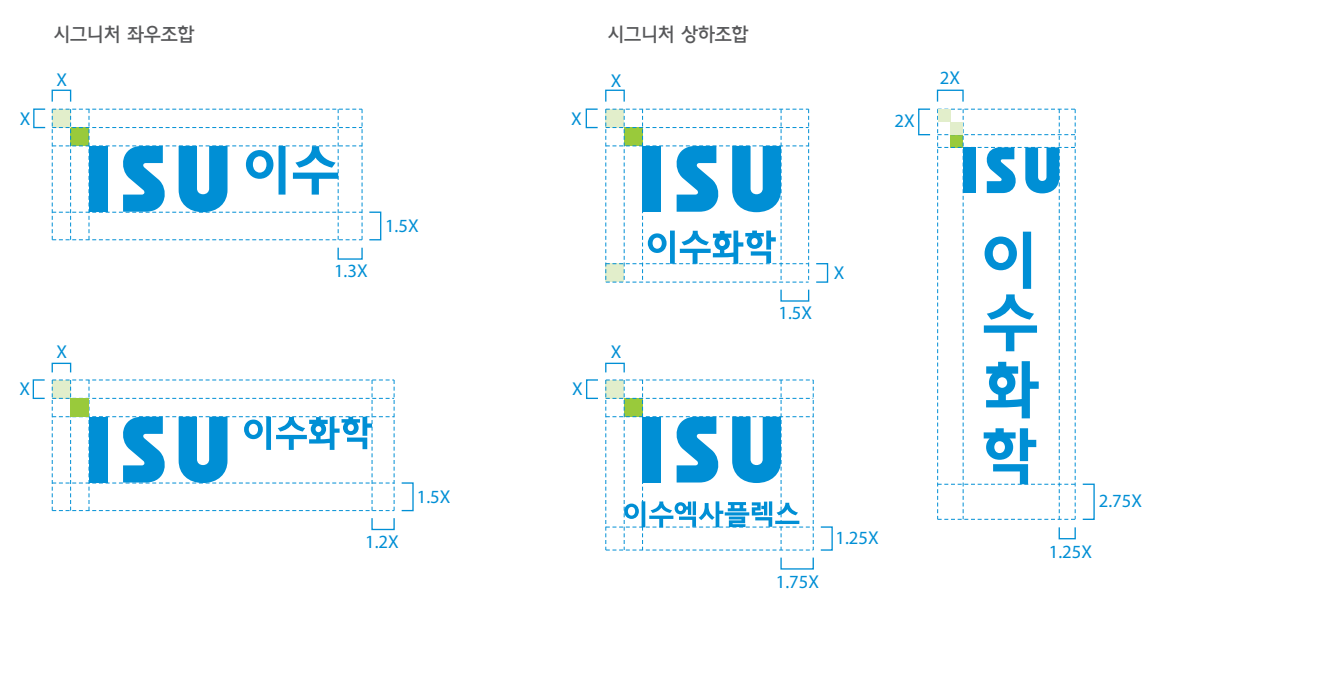 시그니처 좌우조합
X
X
ISU 이수
1.5X
1.3X
X
X
ISU 이수화학
1.5X
1.2X
시그니처 상하조합
X
X
ISU
이수화학
X
1.5X
X
X
ISU
이수엑사플렉스
1.25X
1.75X
2X
2X
ISU
이
수
화
학
2.75X
1.25X